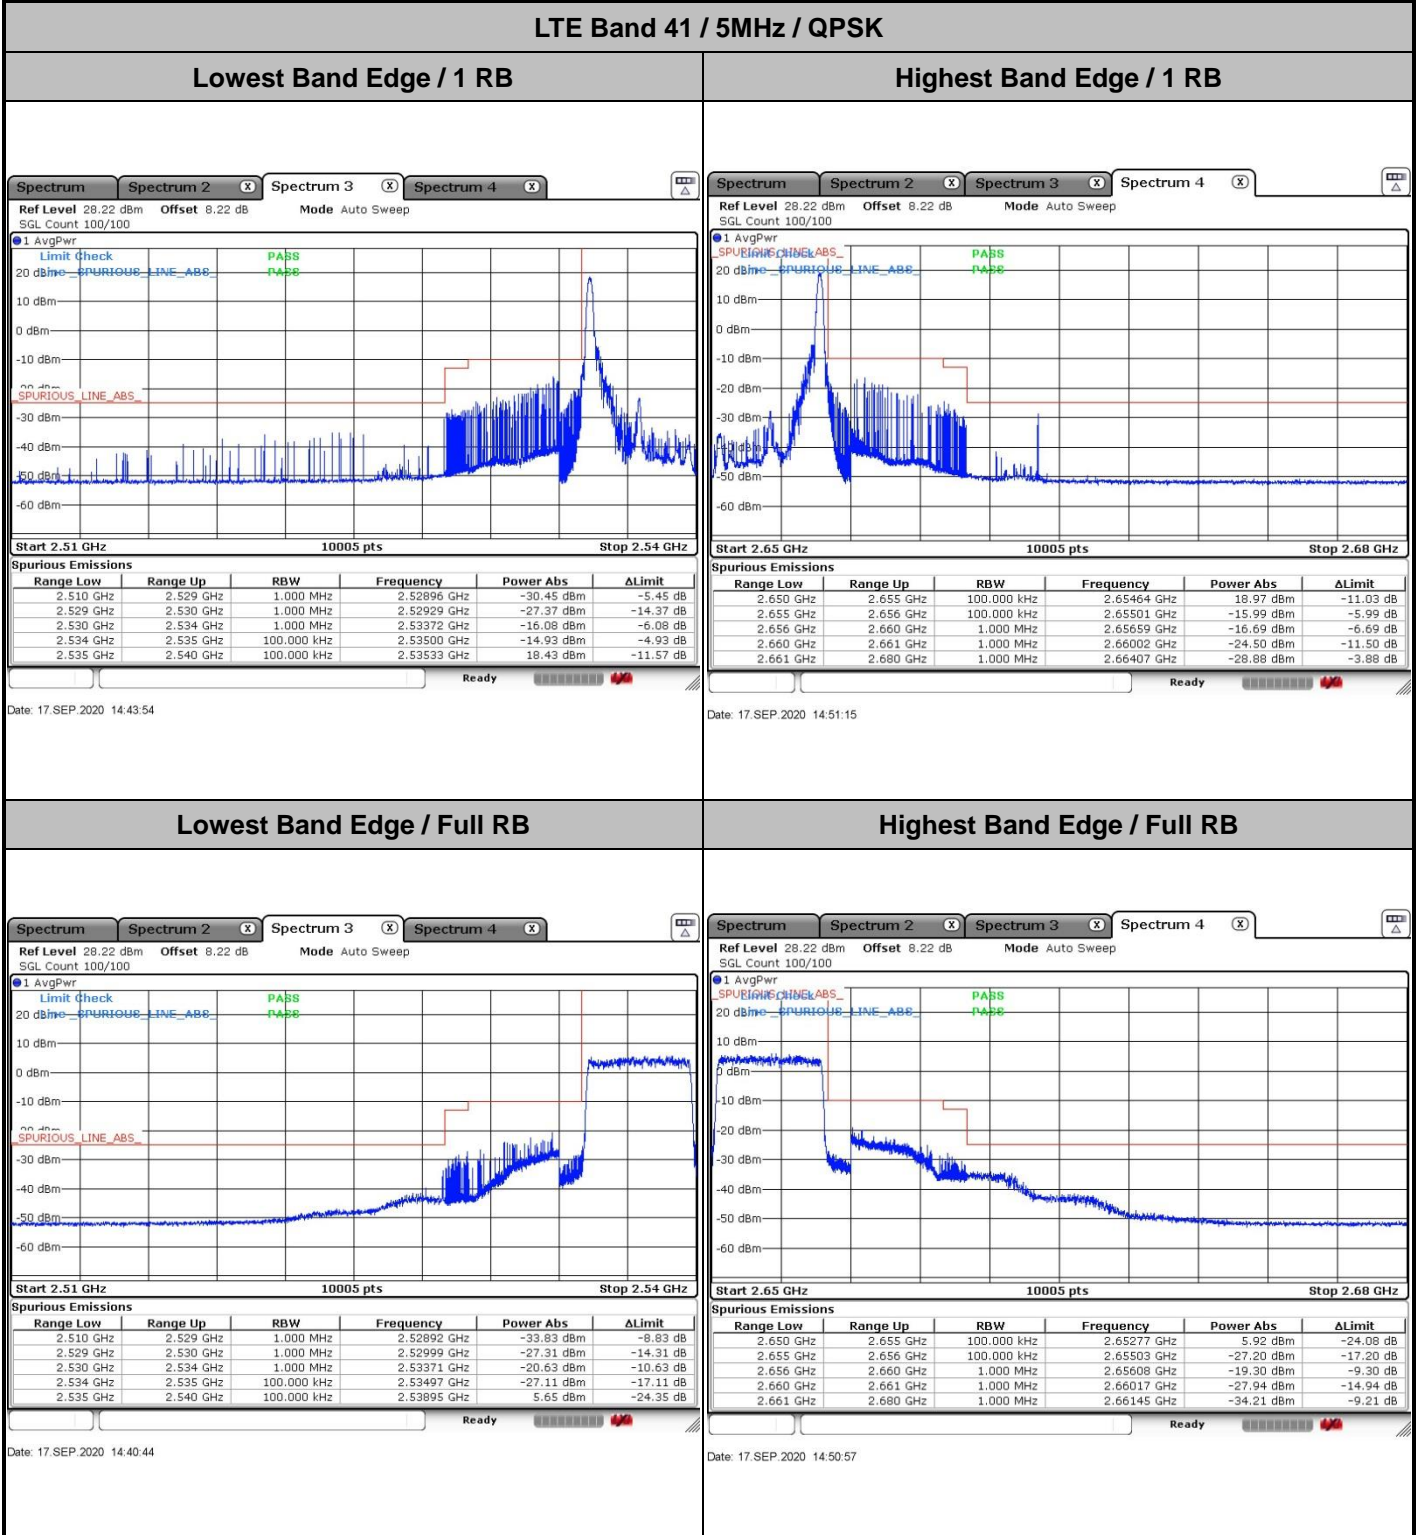 LTE Band 41 / 5MHz / QPSK
Lowest Band Edge / 1 RB
Highest Band Edge / 1 RB
Spectrum Spectrum 2 X Spectrum 3 X Spectrum 4 X
Ref Level 28.22 dBm Offset 8.22 dB Mode Auto Sweep
SGL Count 100/100
1 AvgPwr
Limit Check PASS
Line _SPURIOUS_LINE_ABS_ PASS
20 dBm
10 dBm
0 dBm
-10 dBm
-20 dBm
_SPURIOUS_LINE_ABS_
-30 dBm
-40 dBm
-50 dBm
-60 dBm
Start 2.51 GHz 10005 pts Stop 2.54 GHz
Spurious Emissions
Range Low Range Up RBW Frequency Power Abs ΔLimit
2.510 GHz 2.529 GHz 1.000 MHz 2.52896 GHz -30.45 dBm -5.45 dB
2.529 GHz 2.530 GHz 1.000 MHz 2.52929 GHz -27.37 dBm -14.37 dB
2.530 GHz 2.534 GHz 1.000 MHz 2.53372 GHz -16.08 dBm -6.08 dB
2.534 GHz 2.535 GHz 100.000 kHz 2.53500 GHz -14.93 dBm -4.93 dB
2.535 GHz 2.540 GHz 100.000 kHz 2.53533 GHz 18.43 dBm -11.57 dB
Ready
Date: 17.SEP.2020 14:43:54
Spectrum Spectrum 2 X Spectrum 3 X Spectrum 4 X
Ref Level 28.22 dBm Offset 8.22 dB Mode Auto Sweep
SGL Count 100/100
1 AvgPwr
_SPURIOUS_LINE_ABS_
Limit Check PASS
Line _SPURIOUS_LINE_ABS_ PASS
20 dBm
10 dBm
0 dBm
-10 dBm
-20 dBm
-30 dBm
-40 dBm
-50 dBm
-60 dBm
Start 2.65 GHz 10005 pts Stop 2.68 GHz
Spurious Emissions
Range Low Range Up RBW Frequency Power Abs ΔLimit
2.650 GHz 2.655 GHz 100.000 kHz 2.65464 GHz 18.97 dBm -11.03 dB
2.655 GHz 2.656 GHz 100.000 kHz 2.65501 GHz -15.99 dBm -5.99 dB
2.656 GHz 2.660 GHz 1.000 MHz 2.65659 GHz -16.69 dBm -6.69 dB
2.660 GHz 2.661 GHz 1.000 MHz 2.66002 GHz -24.50 dBm -11.50 dB
2.661 GHz 2.680 GHz 1.000 MHz 2.66407 GHz -28.88 dBm -3.88 dB
Ready
Date: 17.SEP.2020 14:51:15
Lowest Band Edge / Full RB
Highest Band Edge / Full RB
Spectrum Spectrum 2 X Spectrum 3 X Spectrum 4 X
Ref Level 28.22 dBm Offset 8.22 dB Mode Auto Sweep
SGL Count 100/100
1 AvgPwr
Limit Check PASS
Line _SPURIOUS_LINE_ABS_ PASS
20 dBm
10 dBm
0 dBm
-10 dBm
-20 dBm
_SPURIOUS_LINE_ABS_
-30 dBm
-40 dBm
-50 dBm
-60 dBm
Start 2.51 GHz 10005 pts Stop 2.54 GHz
Spurious Emissions
Range Low Range Up RBW Frequency Power Abs ΔLimit
2.510 GHz 2.529 GHz 1.000 MHz 2.52892 GHz -33.83 dBm -8.83 dB
2.529 GHz 2.530 GHz 1.000 MHz 2.52999 GHz -27.31 dBm -14.31 dB
2.530 GHz 2.534 GHz 1.000 MHz 2.53371 GHz -20.63 dBm -10.63 dB
2.534 GHz 2.535 GHz 100.000 kHz 2.53497 GHz -27.11 dBm -17.11 dB
2.535 GHz 2.540 GHz 100.000 kHz 2.53895 GHz 5.65 dBm -24.35 dB
Ready
Date: 17.SEP.2020 14:40:44
Spectrum Spectrum 2 X Spectrum 3 X Spectrum 4 X
Ref Level 28.22 dBm Offset 8.22 dB Mode Auto Sweep
SGL Count 100/100
1 AvgPwr
_SPURIOUS_LINE_ABS_
Limit Check PASS
Line _SPURIOUS_LINE_ABS_ PASS
20 dBm
10 dBm
0 dBm
-10 dBm
-20 dBm
-30 dBm
-40 dBm
-50 dBm
-60 dBm
Start 2.65 GHz 10005 pts Stop 2.68 GHz
Spurious Emissions
Range Low Range Up RBW Frequency Power Abs ΔLimit
2.650 GHz 2.655 GHz 100.000 kHz 2.65277 GHz 5.92 dBm -24.08 dB
2.655 GHz 2.656 GHz 100.000 kHz 2.65503 GHz -27.20 dBm -17.20 dB
2.656 GHz 2.660 GHz 1.000 MHz 2.65608 GHz -19.30 dBm -9.30 dB
2.660 GHz 2.661 GHz 1.000 MHz 2.66017 GHz -27.94 dBm -14.94 dB
2.661 GHz 2.680 GHz 1.000 MHz 2.66145 GHz -34.21 dBm -9.21 dB
Ready
Date: 17.SEP.2020 14:50:57